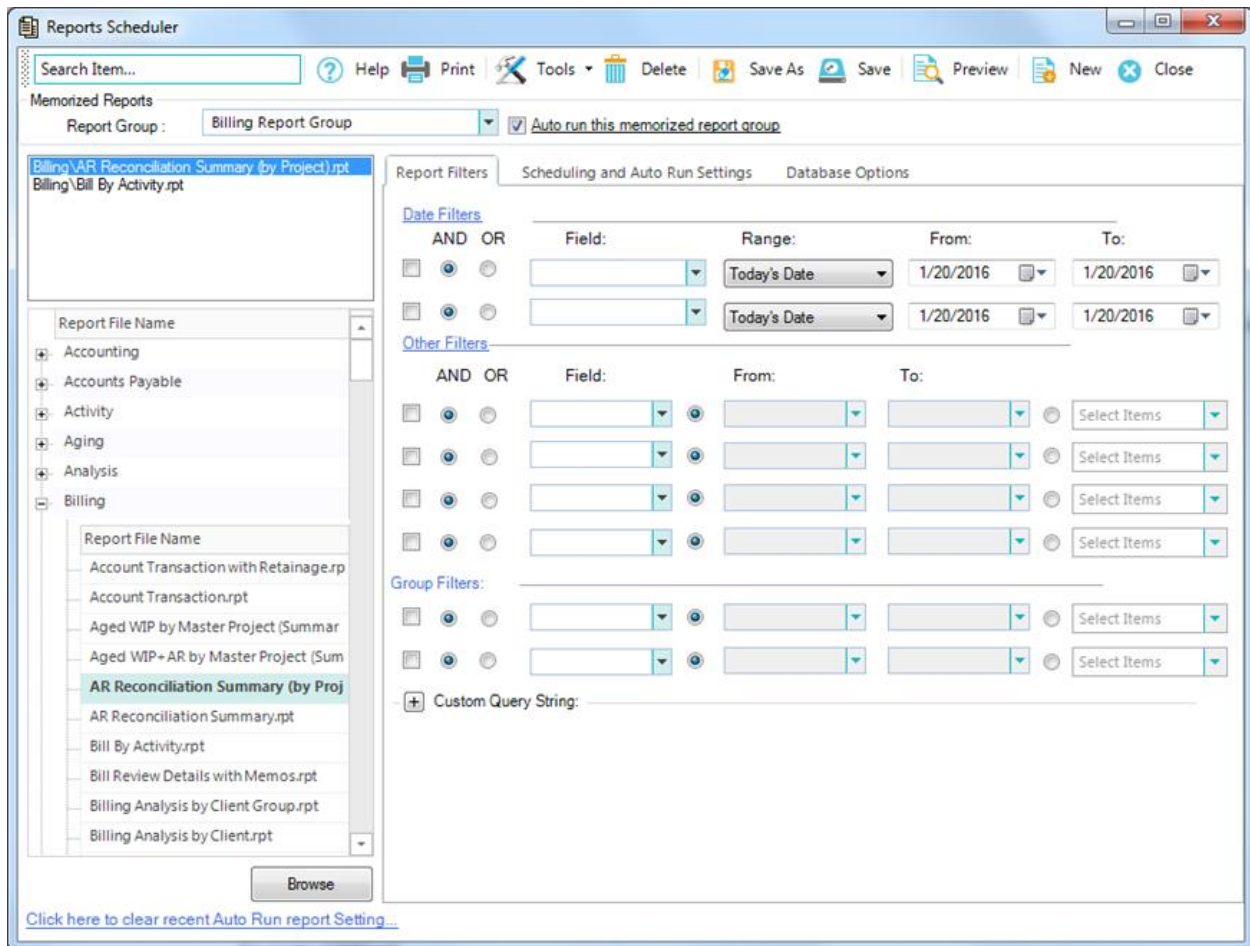 Reports Scheduler
Search Item... Help Print Tools Delete Save As Save Preview New Close
Memorized Reports
Report Group : Billing Report Group Auto run this memorized report group
Billing\AR Reconciliation Summary (by Project).rpt
Billing\Bill By Activity.rpt
Report Filters Scheduling and Auto Run Settings Database Options
Date Filters
AND OR Field: Range: From: To:
Today's Date 1/20/2016 1/20/2016
Today's Date 1/20/2016 1/20/2016
Other Filters
AND OR Field: From: To:
Select Items
Select Items
Select Items
Select Items
Group Filters:
Select Items
Select Items
Custom Query String:
Report File Name
Accounting
Accounts Payable
Activity
Aging
Analysis
Billing
Report File Name
Account Transaction with Retainage.rp
Account Transaction.rpt
Aged WIP by Master Project (Summar
Aged WIP+AR by Master Project (Sum
AR Reconciliation Summary (by Proj
AR Reconciliation Summary.rpt
Bill By Activity.rpt
Bill Review Details with Memos.rpt
Billing Analysis by Client Group.rpt
Billing Analysis by Client.rpt
Browse
Click here to clear recent Auto Run report Setting...